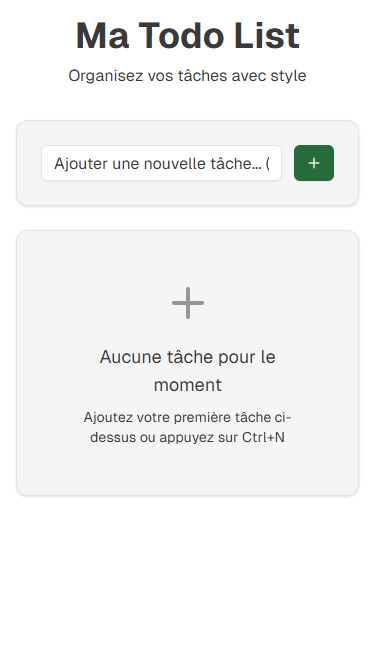 Ma Todo List
Organisez vos tâches avec style
Ajouter une nouvelle tâche... (
Aucune tâche pour le
moment
Ajoutez votre première tâche ci-
dessus ou appuyez sur Ctrl+N